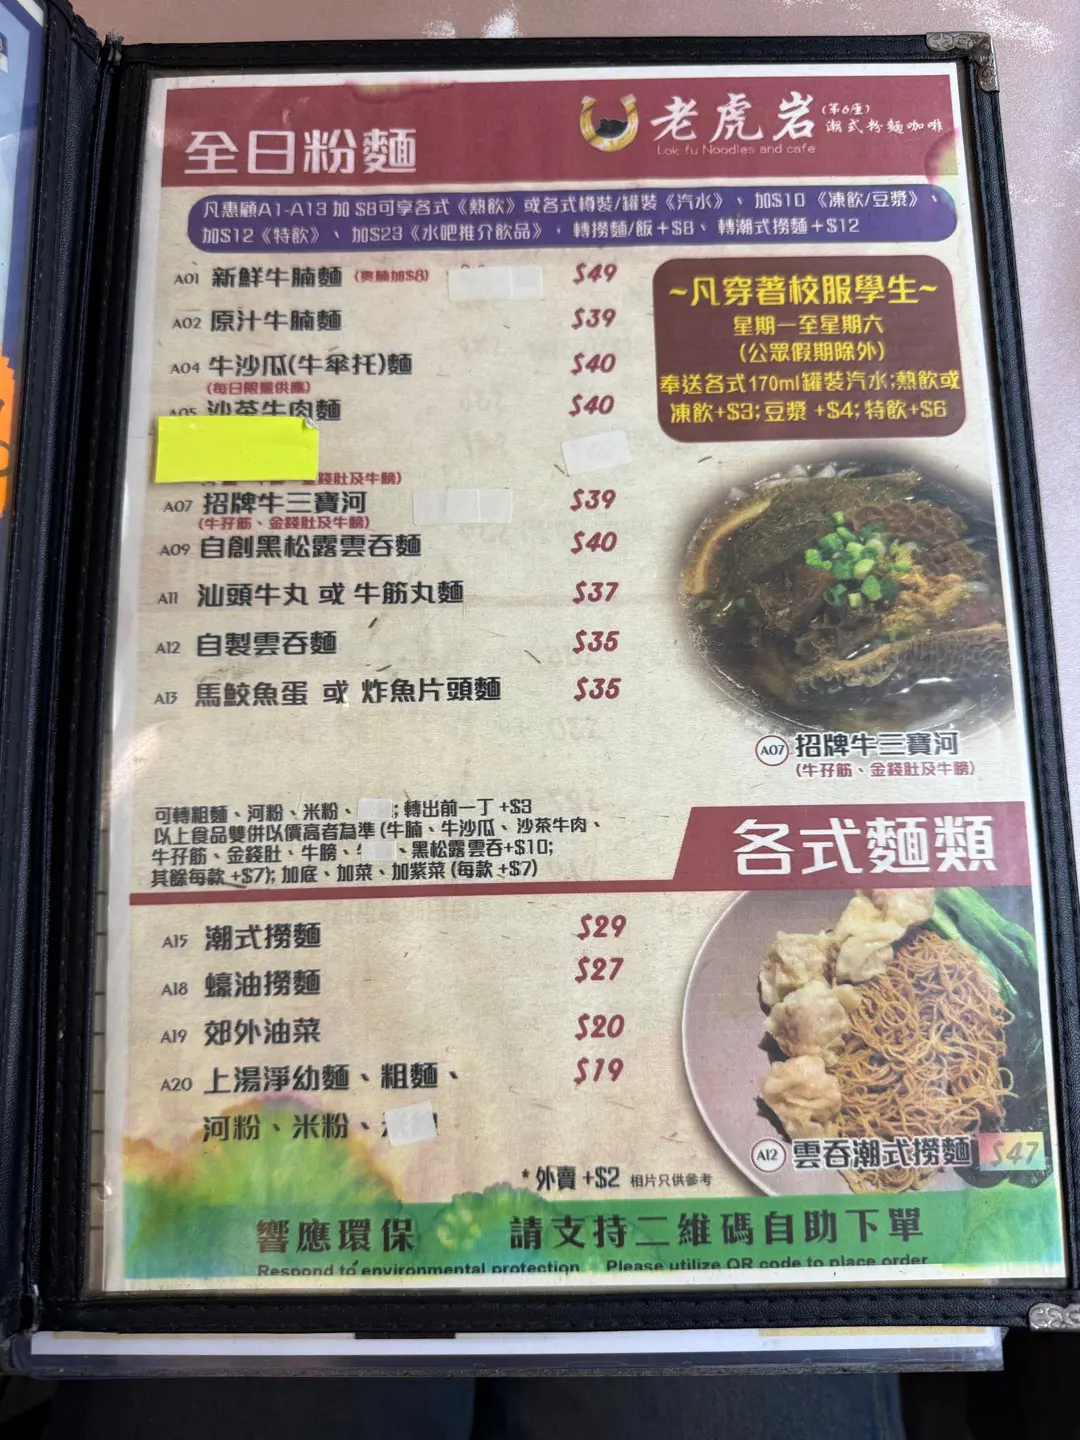 全日粉麵
老虎岩
(第6座)
潮式粉麵咖啡
Lok fu Noodles and cafe
凡惠顧A1-A13 加 $8可享各式《熱飲》或各式樽裝/罐裝《汽水》、加$10《凍飲/豆漿》、
加$12《特飲》、加$23《水吧推介飲品》，轉撈麵/飯+$8、轉潮式撈麵+$12
A01 新鮮牛腩麵 (爽腩加$8) $49
A02 原汁牛腩麵 $39
A04 牛沙瓜(牛傘托)麵 $40
(每日限量供應)
A05 沙茶牛肉麵 $40
錢肚及牛膀)
A07 招牌牛三寶河 $39
(牛孖筋、金錢肚及牛膀)
A09 自創黑松露雲吞麵 $40
A11 汕頭牛丸 或 牛筋丸麵 $37
A12 自製雲吞麵 $35
A13 馬鮫魚蛋 或 炸魚片頭麵 $35
~凡穿著校服學生~
星期一至星期六
(公眾假期除外)
奉送各式170ml罐裝汽水;熱飲或
凍飲+$3;豆漿 +$4;特飲+$6
A07 招牌牛三寶河
(牛孖筋、金錢肚及牛膀)
可轉粗麵、河粉、米粉、 ; 轉出前一丁 +$3
以上食品雙併以價高者為準 (牛腩、牛沙瓜、沙茶牛肉、
牛孖筋、金錢肚、牛膀、 、黑松露雲吞+$10;
其餘每款 +$7); 加底、加菜、加紫菜 (每款 +$7)
各式麵類
A15 潮式撈麵 $29
A18 蠔油撈麵 $27
A19 郊外油菜 $20
A20 上湯淨幼麵、粗麵、 $19
河粉、米粉、
A12 雲吞潮式撈麵 $47
* 外賣 +$2 相片只供參考
響應環保 請支持二維碼自助下單
Respond to environmental protection Please utilize QR code to place order